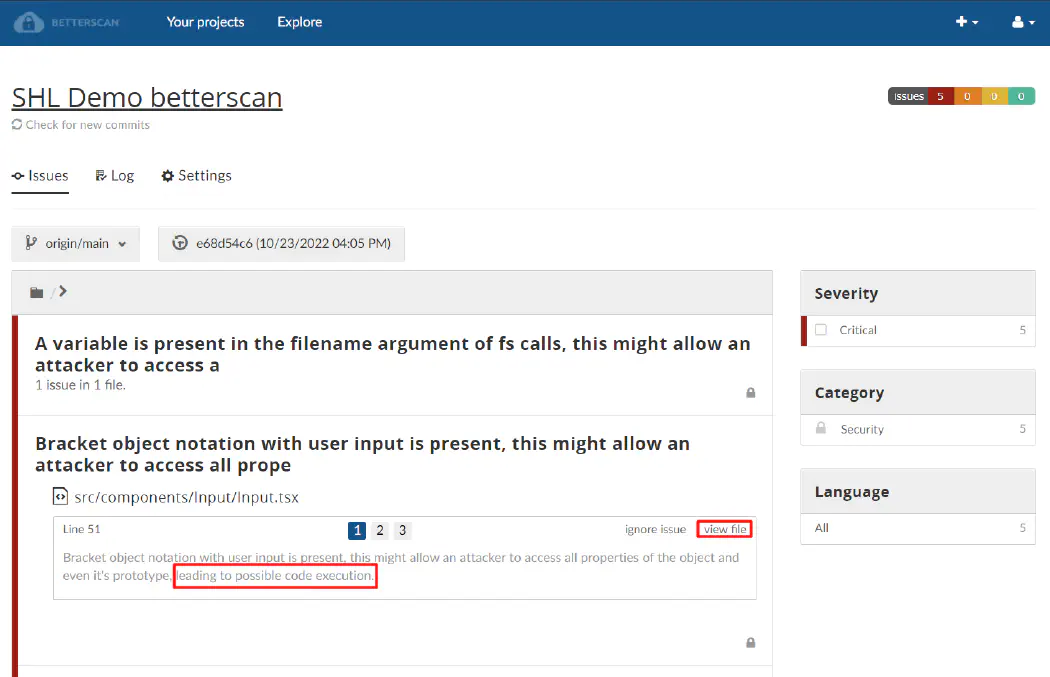 BETTERSCAN
Your projects
Explore
SHL Demo betterscan
Check for new commits
Issues 5 0 0 0
Issues
Log
Settings
origin/main
e68d54c6 (10/23/2022 04:05 PM)
/
A variable is present in the filename argument of fs calls, this might allow an
attacker to access a
1 issue in 1 file.
Bracket object notation with user input is present, this might allow an
attacker to access all prope
src/components/Input/Input.tsx
Line 51
1 2 3
ignore issue
view file
Bracket object notation with user input is present, this might allow an attacker to access all properties of the object and
even it's prototype, leading to possible code execution.
Severity
Critical 5
Category
Security 5
Language
All 5